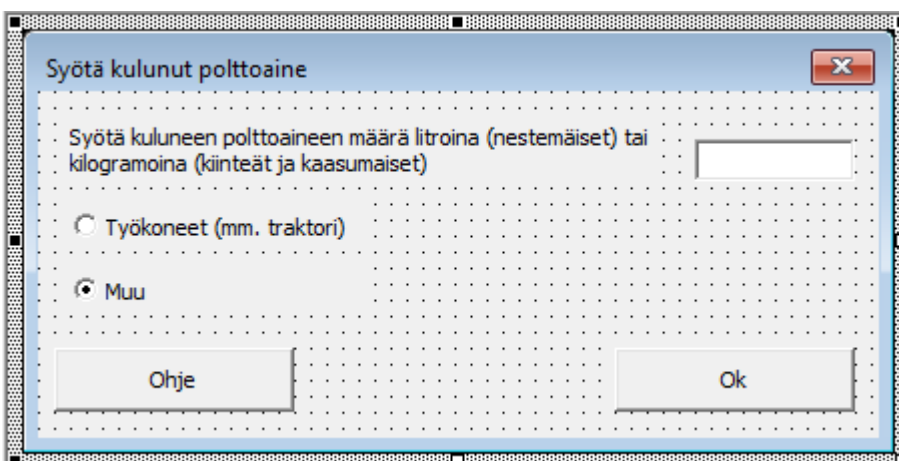 Syötä kulunut polttoaine
Syötä kuluneen polttoaineen määrä litroina (nestemäiset) tai
kilogramoina (kiinteät ja kaasumaiset)
Työkoneet (mm. traktori)
Muu
Ohje
Ok